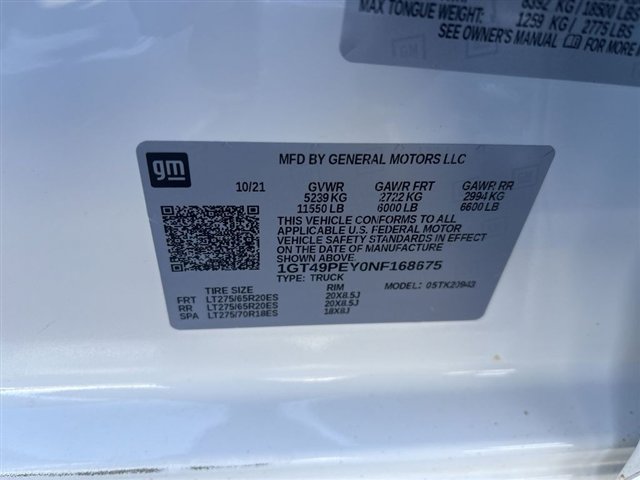 8392 KG / 18500 LBS
MAX TONGUE WEIGHT: 1259 KG / 2775 LBS
SEE OWNER'S MANUAL FOR MORE
gm
MFD BY GENERAL MOTORS LLC
10/21 GVWR GAWR FRT GAWR RR
5239 KG 2722 KG 2994 KG
11550 LB 6000 LB 6600 LB
THIS VEHICLE CONFORMS TO ALL
APPLICABLE U.S. FEDERAL MOTOR
VEHICLE SAFETY STANDARDS IN EFFECT
ON THE DATE OF MANUFACTURE
SHOWN ABOVE.
1GT49PEY0NF168675
TYPE: TRUCK
MODEL: 05TK20943
TIRE SIZE RIM
FRT LT275/65R20ES 20X8.5J
RR LT275/65R20ES 20X8.5J
SPA LT275/70R18ES 18X8J